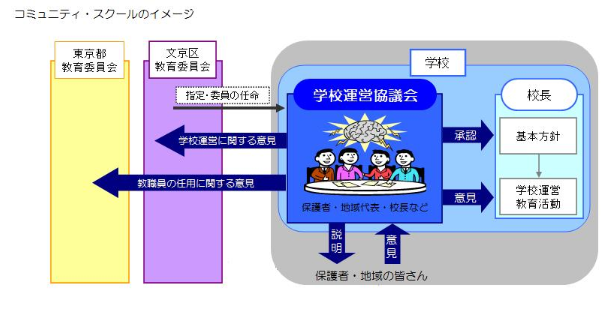 コミュニティ・スクールのイメージ
東京都
教育委員会
文京区
教育委員会
学校
指定・委員の任命
学校運営協議会
校長
学校運営に関する意見
承認
基本方針
教職員の任用に関する意見
意見
学校運営
教育活動
保護者・地域代表・校長など
説明
意見
保護者・地域の皆さん